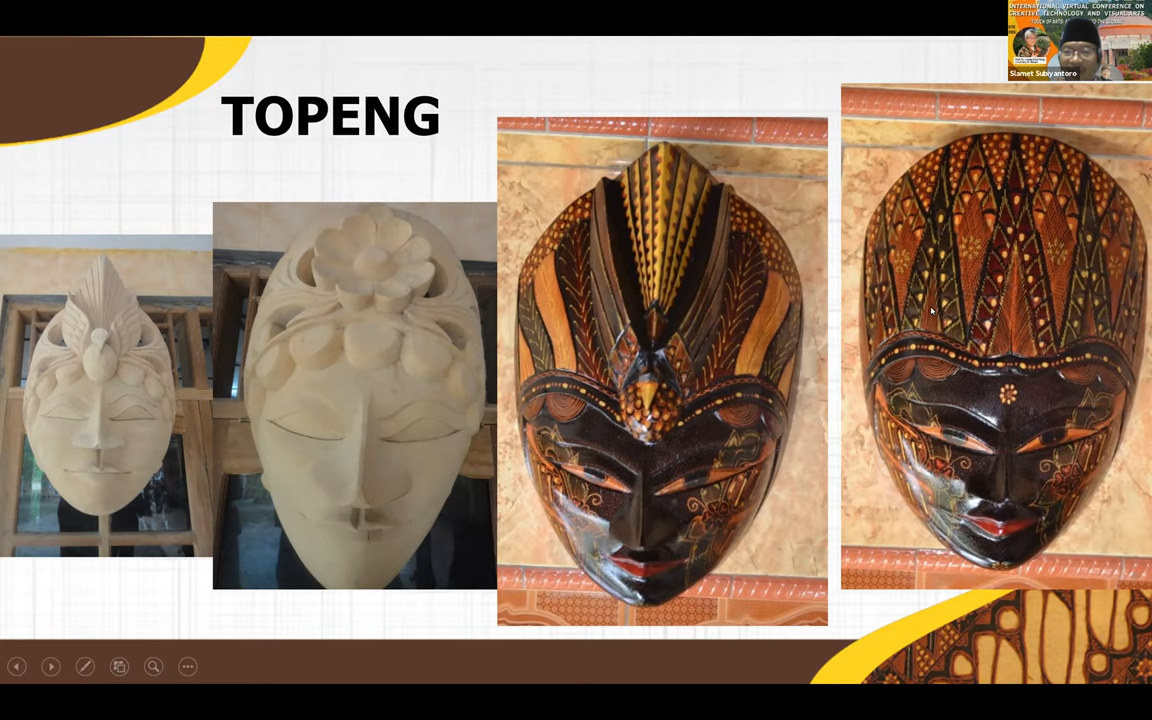 INTERNATIONAL VIRTUAL CONFERENCE ON
CREATIVE TECHNOLOGY AND VISUAL ARTS
Slamet Subiyantoro
TOPENG